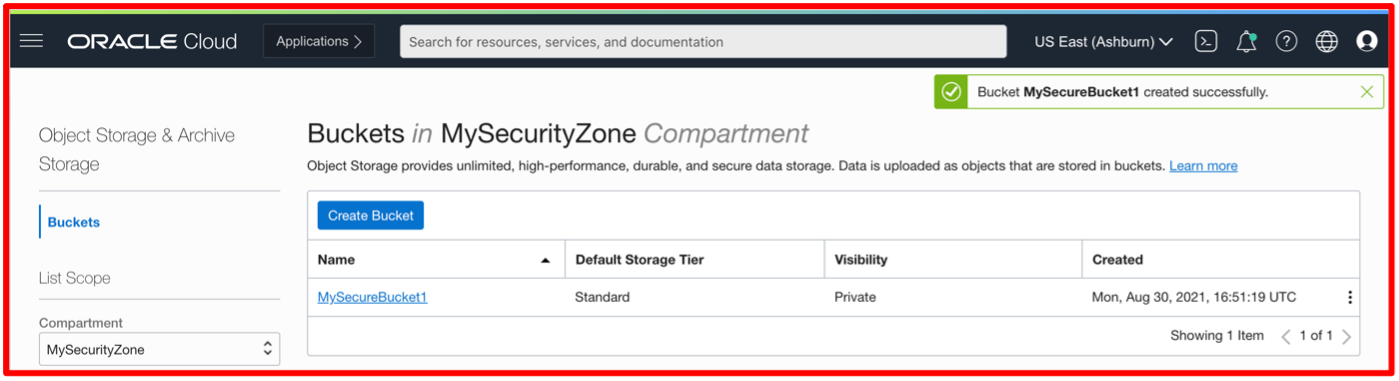 ORACLE Cloud
Applications >
Search for resources, services, and documentation
US East (Ashburn)
Bucket MySecureBucket1 created successfully.
Object Storage & Archive
Storage
Buckets
List Scope
Compartment
MySecurityZone
Buckets in MySecurityZone Compartment
Object Storage provides unlimited, high-performance, durable, and secure data storage. Data is uploaded as objects that are stored in buckets. Learn more
Create Bucket
Name Default Storage Tier Visibility Created
MySecureBucket1 Standard Private Mon, Aug 30, 2021, 16:51:19 UTC
Showing 1 Item < 1 of 1 >